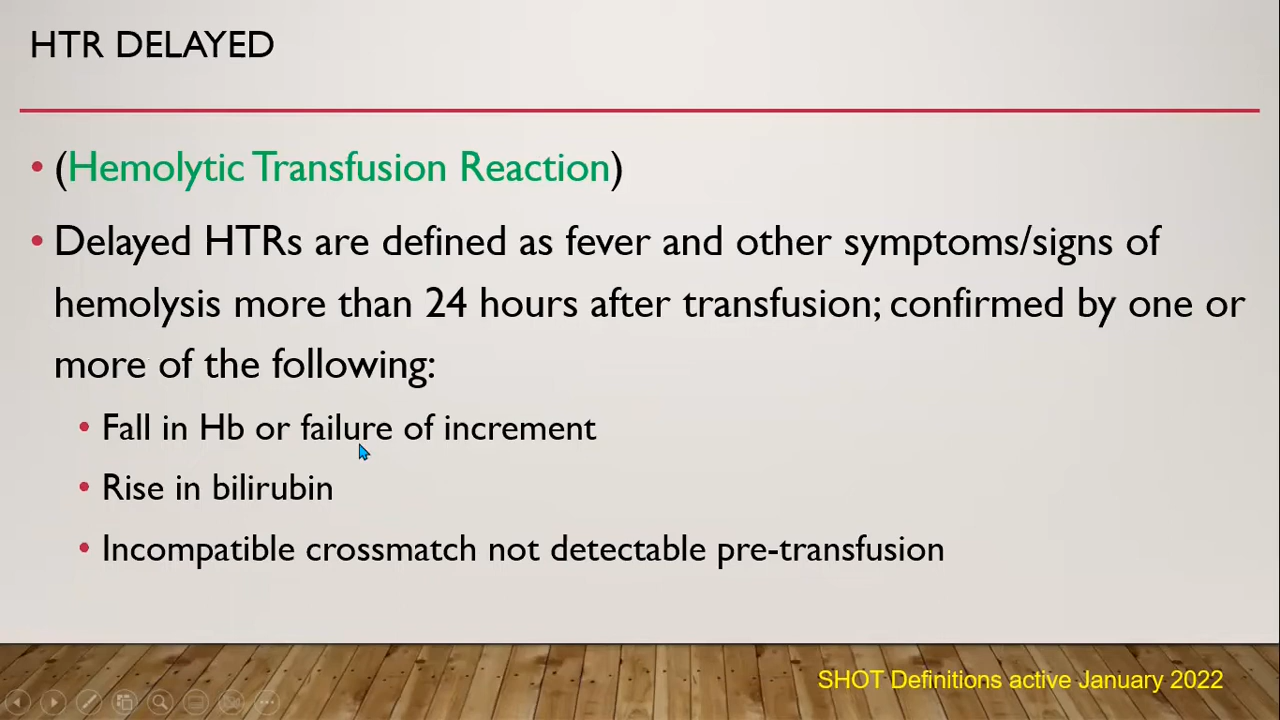 HTR DELAYED
• (Hemolytic Transfusion Reaction)
• Delayed HTRs are defined as fever and other symptoms/signs of
hemolysis more than 24 hours after transfusion; confirmed by one or
more of the following:
• Fall in Hb or failure of increment
• Rise in bilirubin
• Incompatible crossmatch not detectable pre-transfusion
SHOT Definitions active January 2022